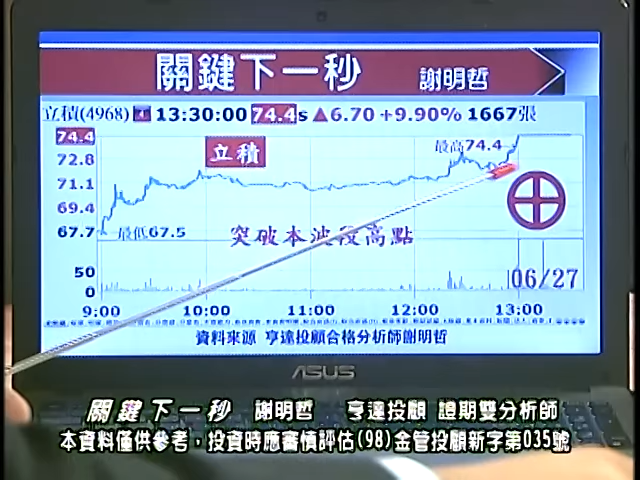 關鍵下一秒 謝明哲
立積(4968) 13:30:00 74.4s ▲6.70 +9.90% 1667張
74.4
72.8
71.1
69.4
67.7
50
0
立積
最高74.4
最低67.5
突破本波段高點
06/27
9:00 10:00 11:00 12:00 13:00
資料來源 亨達投顧合格分析師謝明哲
ASUS
關鍵下一秒 謝明哲 亨達投顧 證期雙分析師
本資料僅供參考，投資時應審慎評估(98)金管投顧新字第035號